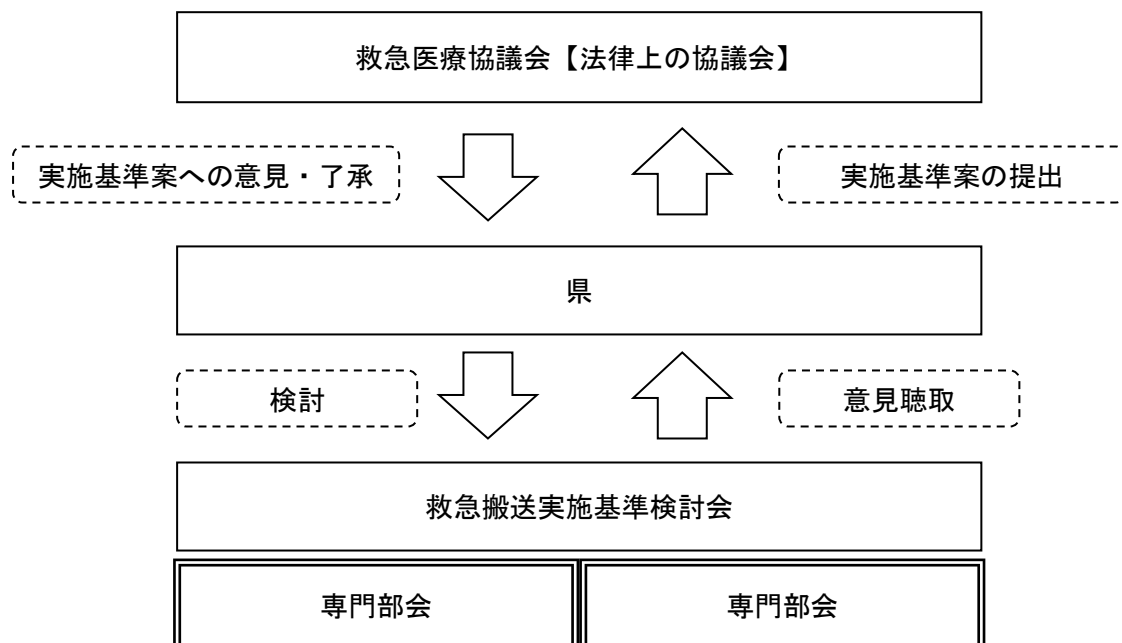 救急医療協議会【法律上の協議会】
実施基準案への意見・了承
実施基準案の提出
県
検討
意見聴取
救急搬送実施基準検討会
専門部会
専門部会